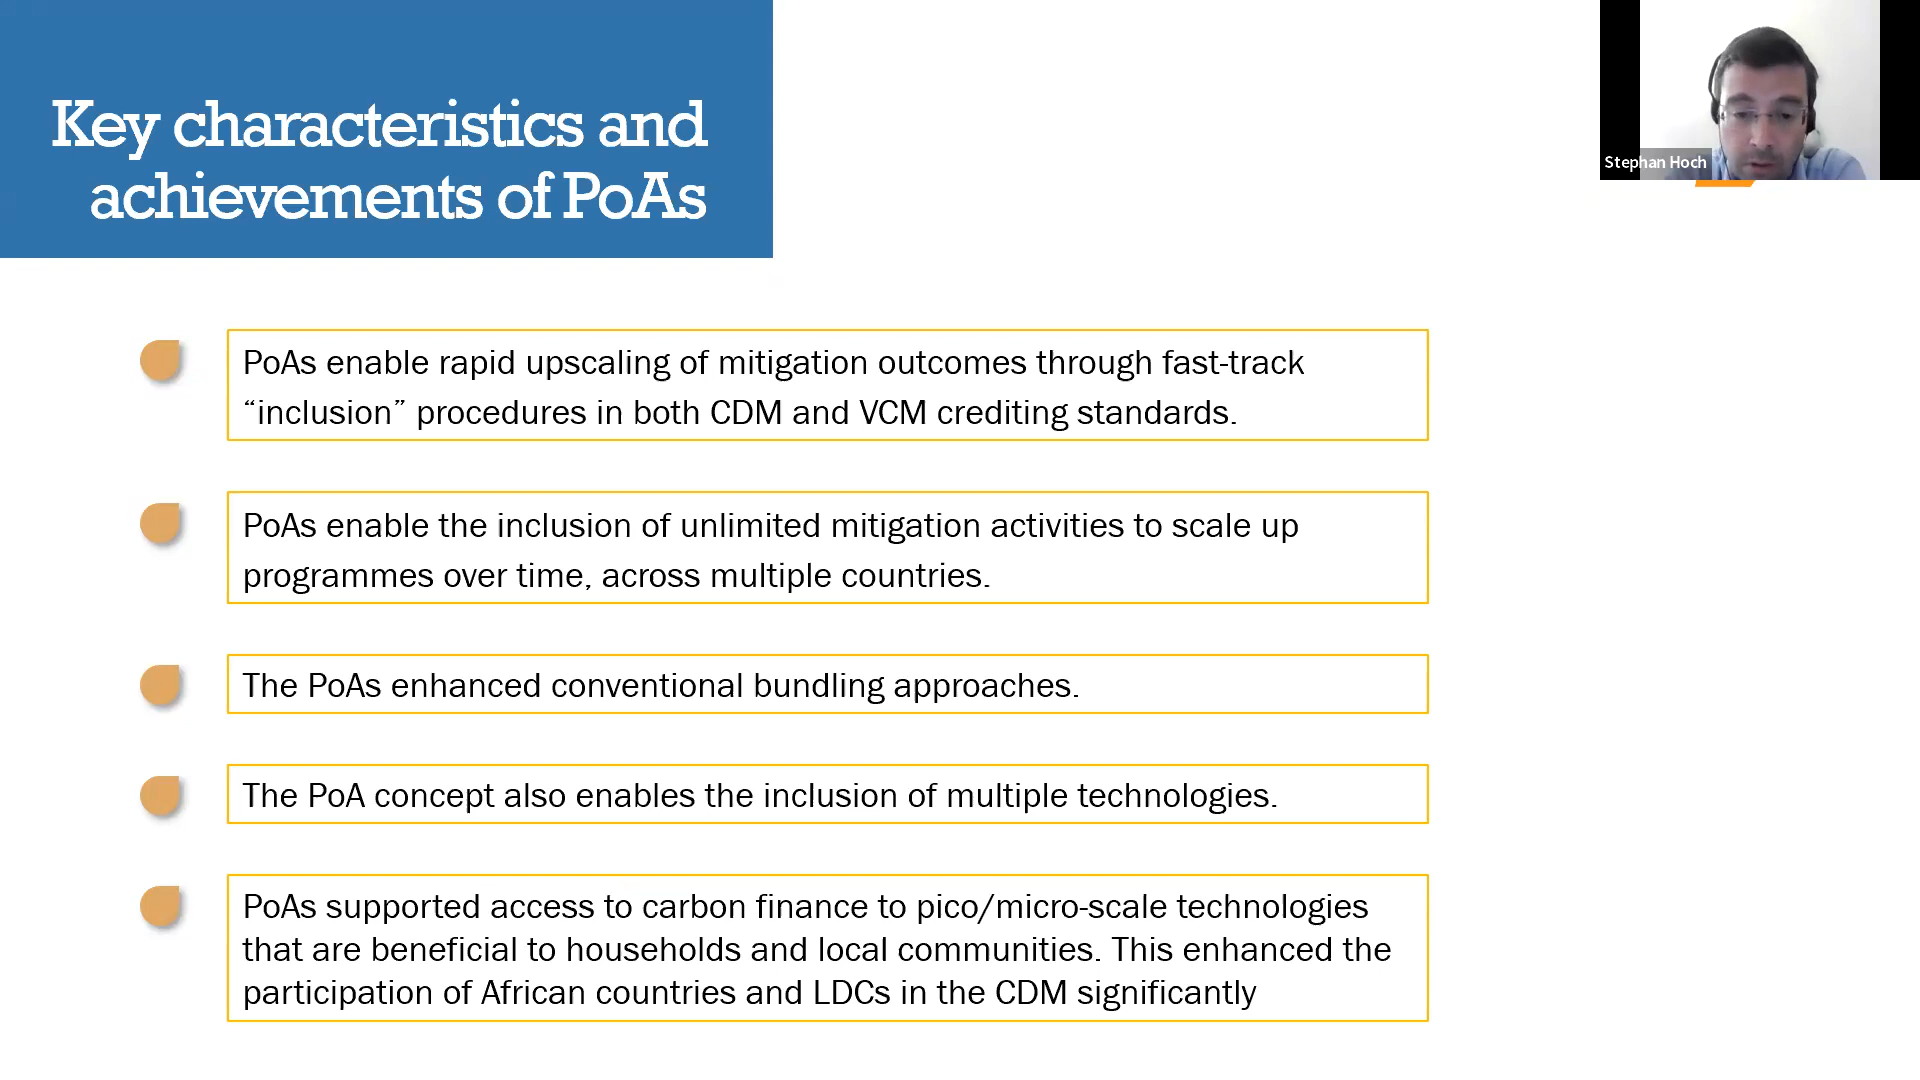 Key characteristics and
achievements of PoAs
Stephan Hoch
PoAs enable rapid upscaling of mitigation outcomes through fast-track
“inclusion” procedures in both CDM and VCM crediting standards.
PoAs enable the inclusion of unlimited mitigation activities to scale up
programmes over time, across multiple countries.
The PoAs enhanced conventional bundling approaches.
The PoA concept also enables the inclusion of multiple technologies.
PoAs supported access to carbon finance to pico/micro-scale technologies
that are beneficial to households and local communities. This enhanced the
participation of African countries and LDCs in the CDM significantly